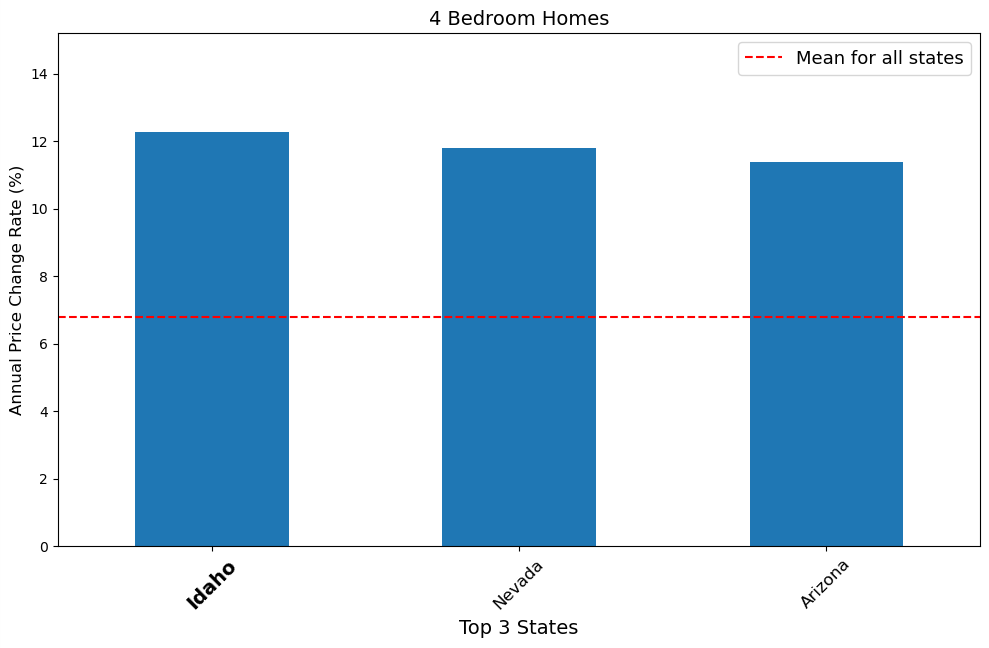 4 Bedroom Homes
Mean for all states
Annual Price Change Rate (%)
14
12
10
8
6
4
2
0
Idaho
Nevada
Arizona
Top 3 States